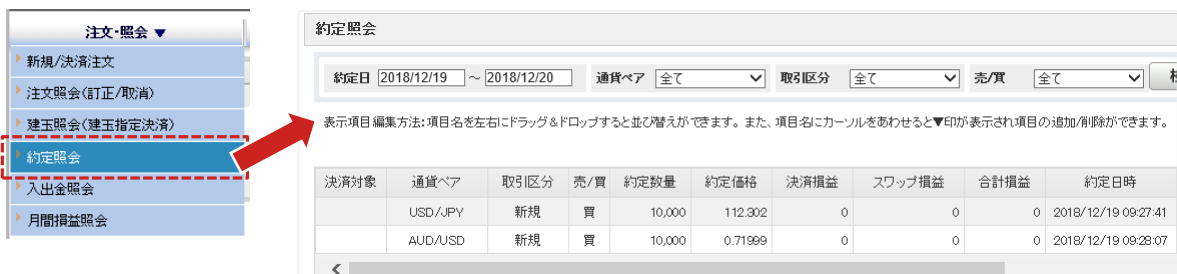 注文・照会 ▼
新規/決済注文
注文照会(訂正/取消)
建玉照会(建玉指定決済)
約定照会
入出金照会
月間損益照会
約定照会
約定日 2018/12/19 ～ 2018/12/20 通貨ペア 全て 取引区分 全て 売/買 全て
表示項目編集方法：項目名を左右にドラッグ＆ドロップすると並び替えができます。また、項目名にカーソルをあわせると▼印が表示され項目の追加/削除ができます。
決済対象 通貨ペア 取引区分 売/買 約定数量 約定価格 決済損益 スワップ損益 合計損益 約定日時
USD/JPY 新規 買 10,000 112.302 0 0 0 2018/12/19 09:27:41
AUD/USD 新規 買 10,000 0.71999 0 0 0 2018/12/19 09:28:07